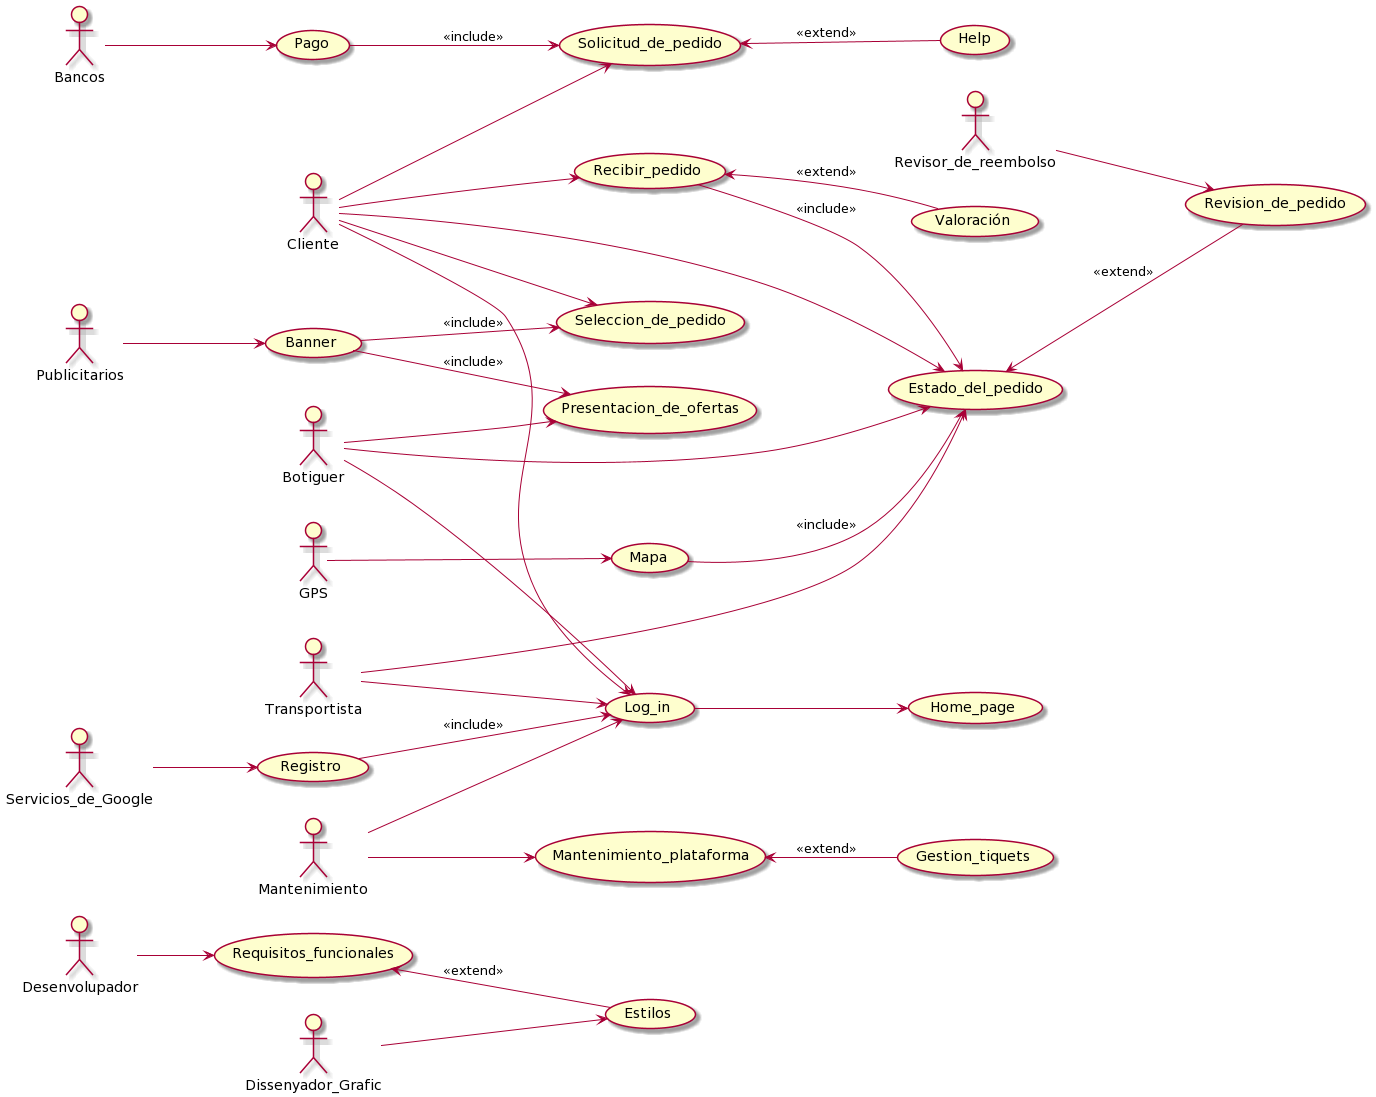 Bancos
Pago
«include»
Solicitud_de_pedido
«extend»
Help
Revisor_de_reembolso
Cliente
Recibir_pedido
«extend»
«include»
Valoración
Revision_de_pedido
«extend»
Publicitarios
Banner
«include»
Seleccion_de_pedido
«include»
Presentacion_de_ofertas
Estado_del_pedido
Botiguer
GPS
Mapa
«include»
Transportista
Log_in
Home_page
Servicios_de_Google
Registro
«include»
Mantenimiento
Mantenimiento_plataforma
«extend»
Gestion_tiquets
Desenvolupador
Requisitos_funcionales
«extend»
Estilos
Dissenyador_Grafic